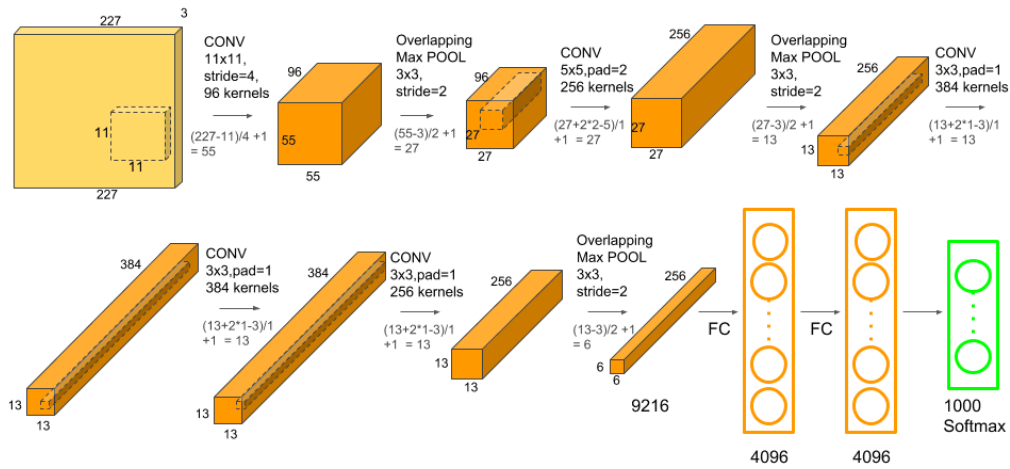 227
3
11
11
227
CONV
11x11,
stride=4,
96 kernels
(227-11)/4 +1
= 55
96
55
55
Overlapping
Max POOL
3x3,
stride=2
(55-3)/2 +1
= 27
96
27
27
CONV
5x5,pad=2
256 kernels
(27+2*2-5)/1
+1 = 27
256
27
27
Overlapping
Max POOL
3x3,
stride=2
(27-3)/2 +1
= 13
256
13
13
CONV
3x3,pad=1
384 kernels
(13+2*1-3)/1
+1 = 13
384
13
13
CONV
3x3,pad=1
384 kernels
(13+2*1-3)/1
+1 = 13
384
13
13
CONV
3x3,pad=1
256 kernels
(13+2*1-3)/1
+1 = 13
256
13
13
Overlapping
Max POOL
3x3,
stride=2
(13-3)/2 +1
= 6
256
6
6
9216
FC
4096
FC
4096
1000
Softmax